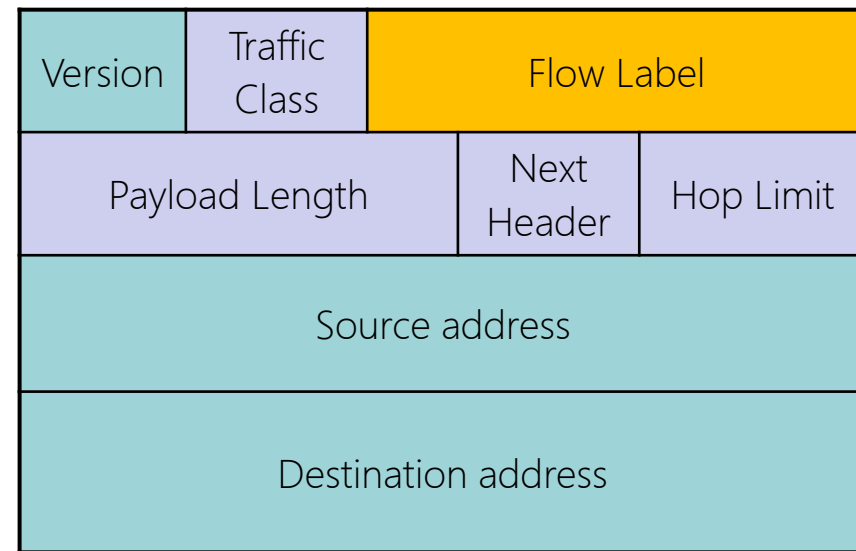 Version
Traffic
Class
Flow Label
Payload Length
Next
Header
Hop Limit
Source address
Destination address